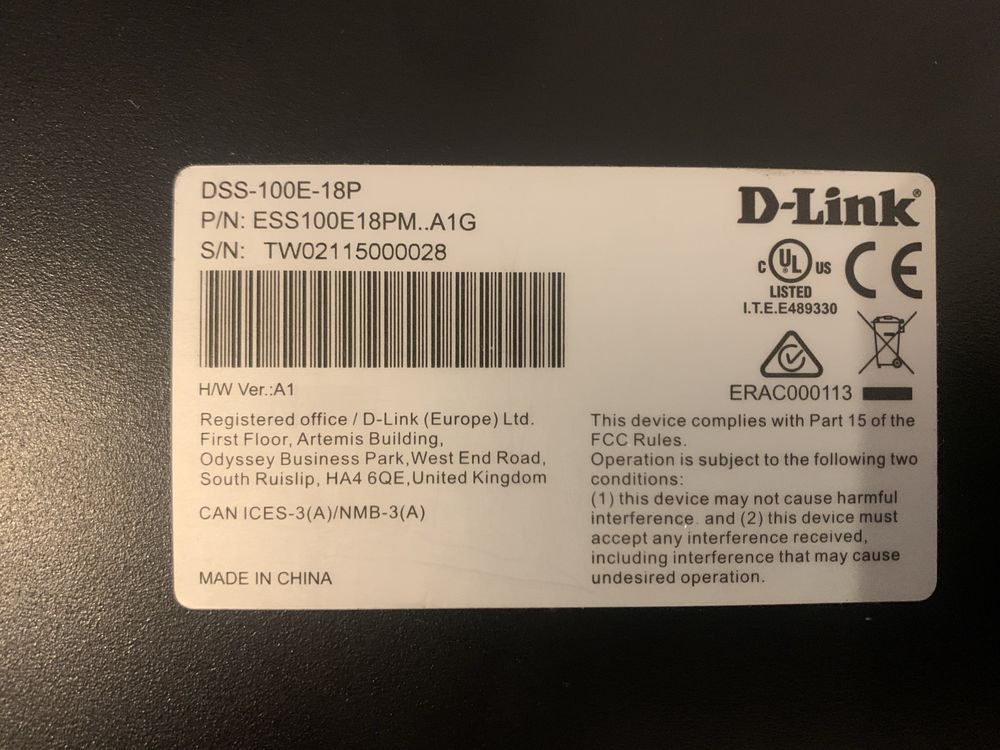 DSS-100E-18P
P/N: ESS100E18PM..A1G
S/N: TW02115000028
D-Link®
C UL US
LISTED
I.T.E.E489330
CE
ERAC000113
H/W Ver.:A1
Registered office / D-Link (Europe) Ltd.
First Floor, Artemis Building,
Odyssey Business Park,West End Road,
South Ruislip, HA4 6QE,United Kingdom
CAN ICES-3(A)/NMB-3(A)
MADE IN CHINA
This device complies with Part 15 of the
FCC Rules.
Operation is subject to the following two
conditions:
(1) this device may not cause harmful
interference. and (2) this device must
accept any interference received,
including interference that may cause
undesired operation.